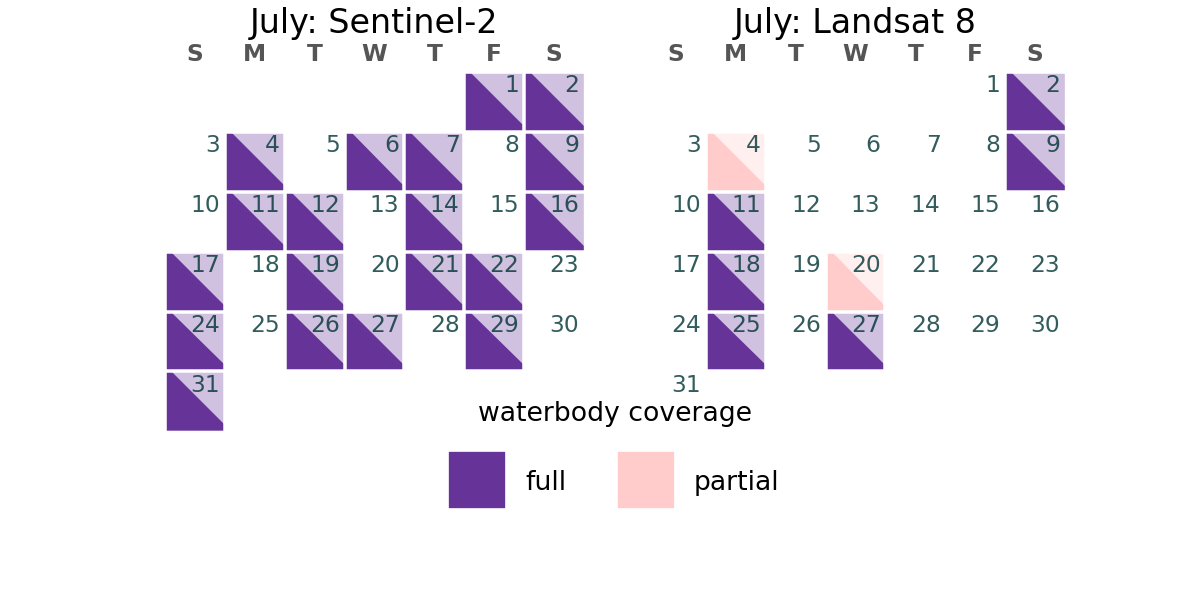 July: Sentinel-2
S M T W T F S
1 2
3 4 5 6 7 8 9
10 11 12 13 14 15 16
17 18 19 20 21 22 23
24 25 26 27 28 29 30
31
July: Landsat 8
S M T W T F S
1 2
3 4 5 6 7 8 9
10 11 12 13 14 15 16
17 18 19 20 21 22 23
24 25 26 27 28 29 30
31
waterbody coverage
full partial